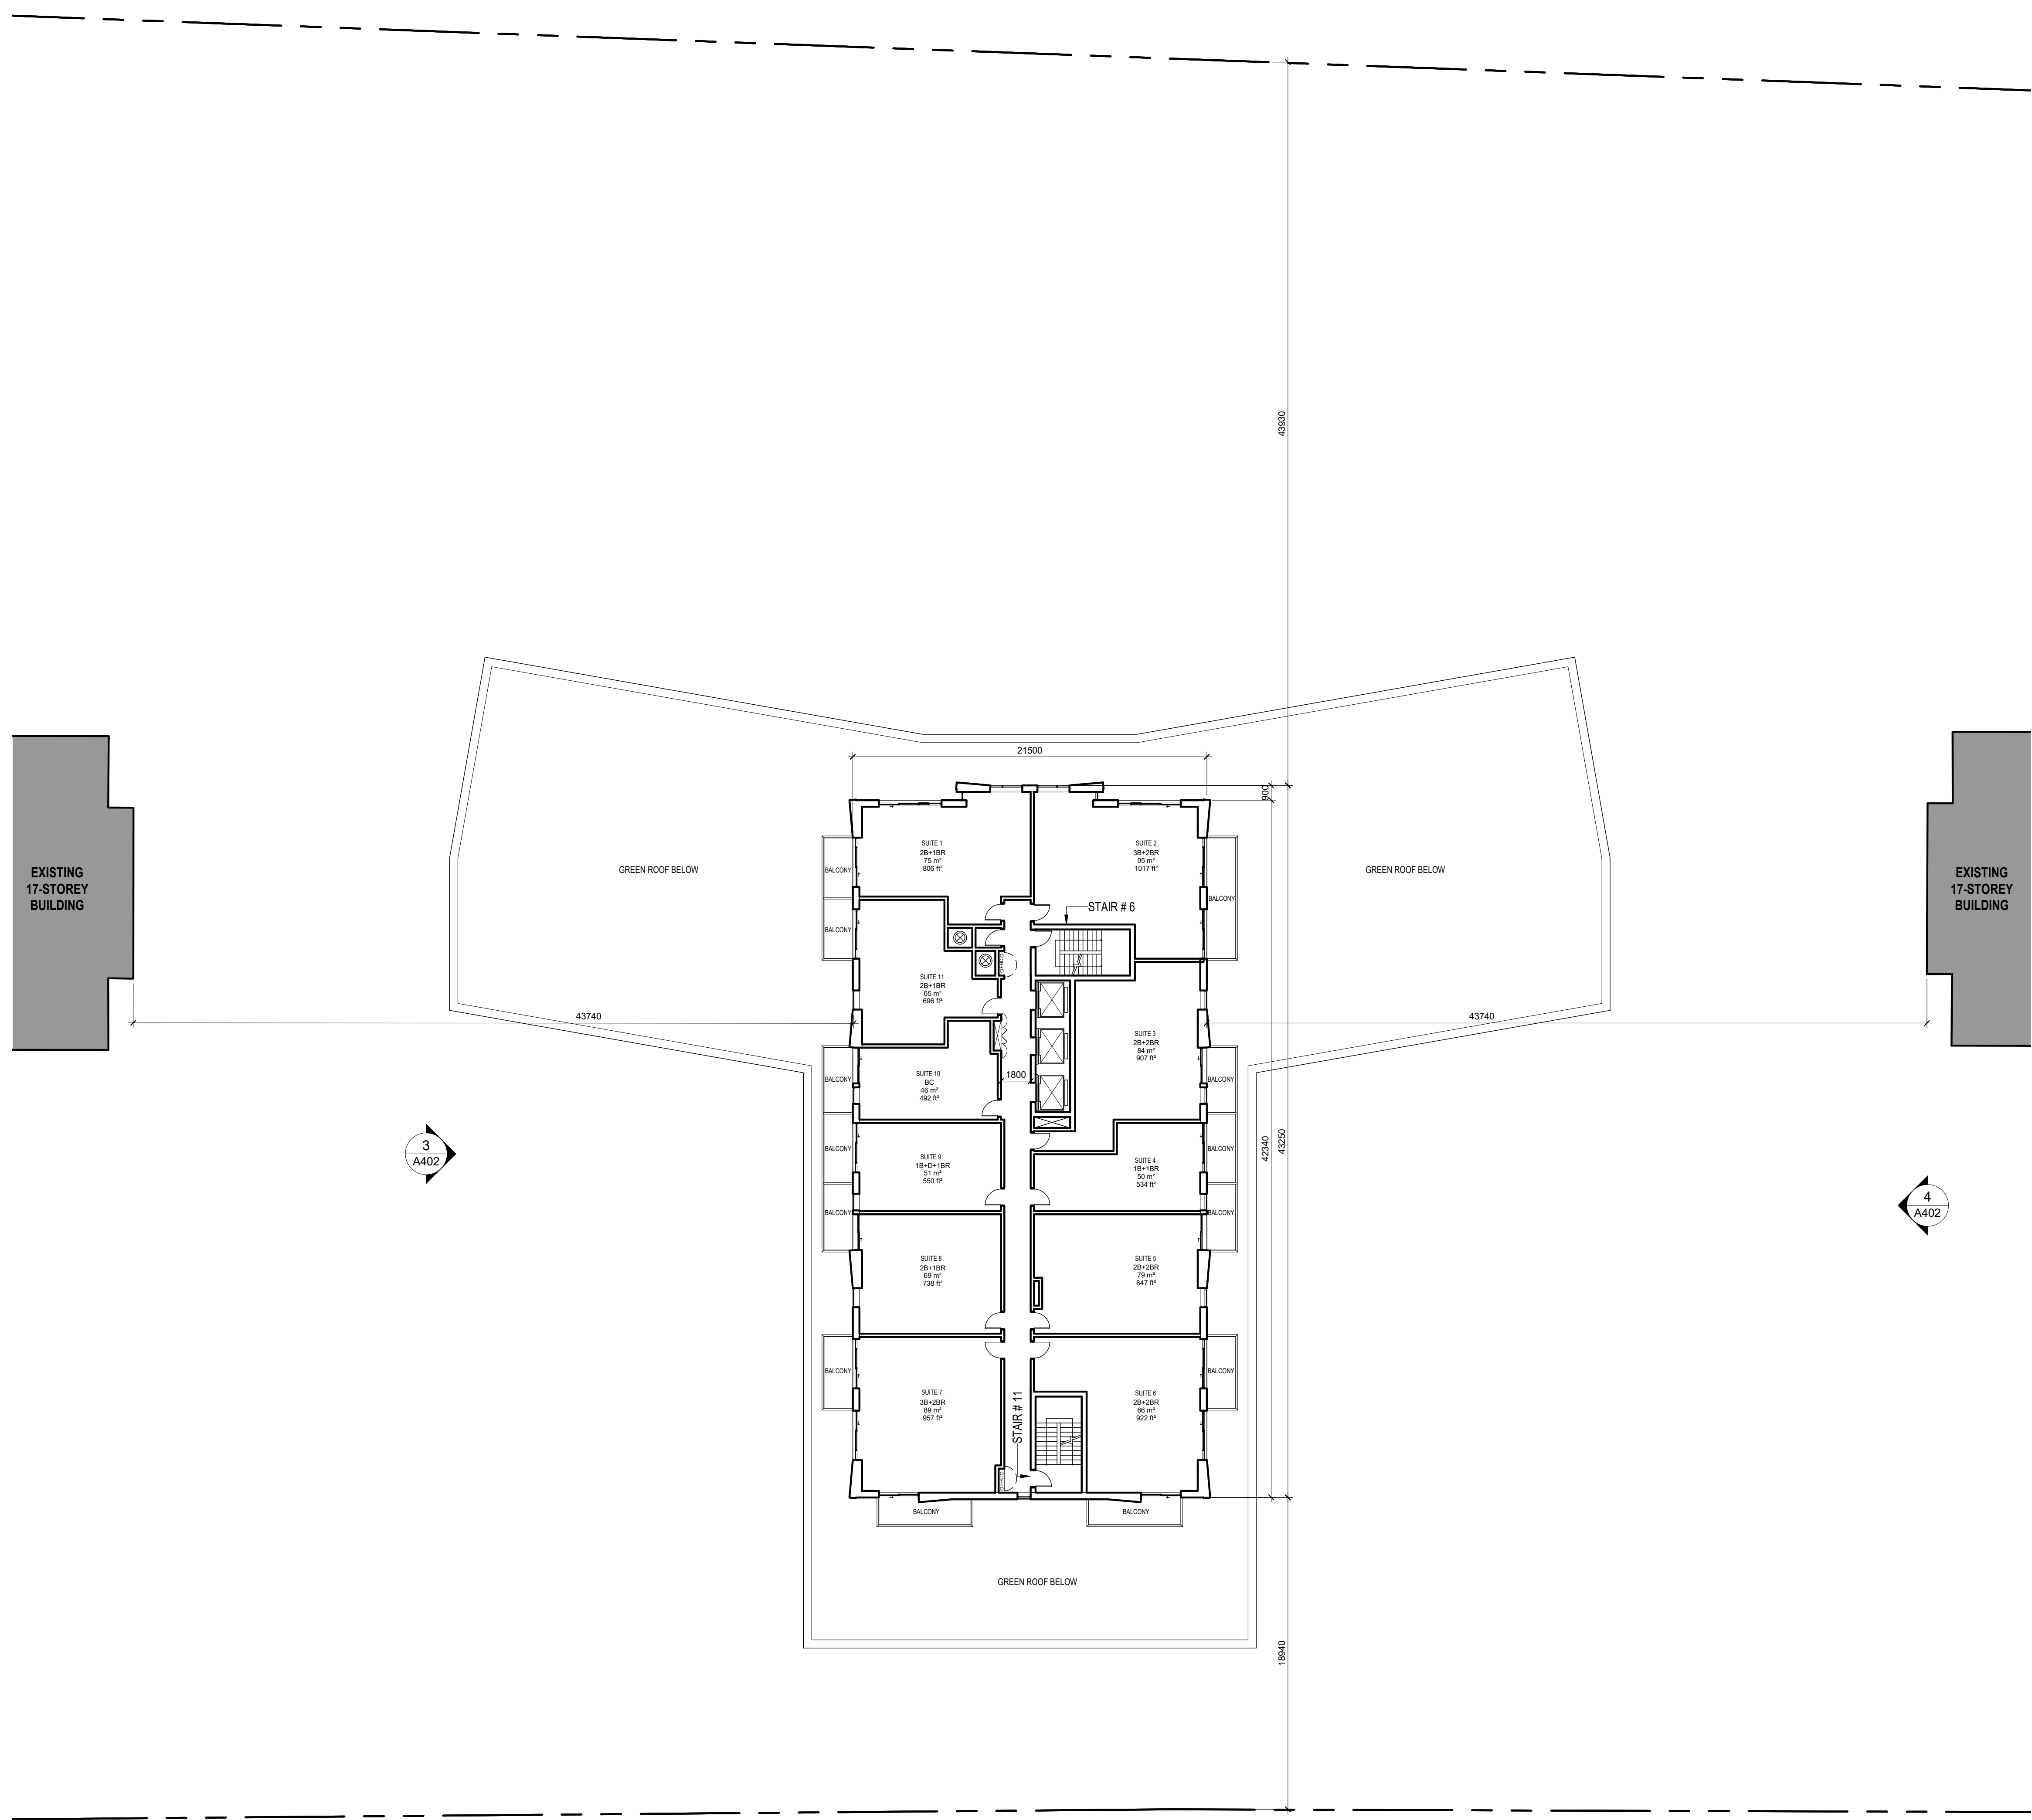 43930
21500
900
SUITE 1
2B+1BR
75 m²
806 ft²
SUITE 2
3B+2BR
95 m²
1017 ft²
EXISTING
17-STOREY
BUILDING
GREEN ROOF BELOW
BALCONY
BALCONY
BALCONY
GREEN ROOF BELOW
EXISTING
17-STOREY
BUILDING
STAIR # 6
SUITE 11
2B+1BR
65 m²
696 ft²
43740
43740
SUITE 3
2B+2BR
84 m²
907 ft²
BALCONY
SUITE 10
BC
46 m²
492 ft²
1800
BALCONY
3
A402
BALCONY
SUITE 9
1B+D+1BR
51 m²
550 ft²
SUITE 4
1B+1BR
50 m²
534 ft²
BALCONY
42340
43250
4
A402
BALCONY
BALCONY
SUITE 8
2B+1BR
69 m²
738 ft²
SUITE 5
2B+2BR
79 m²
847 ft²
BALCONY
SUITE 7
3B+2BR
89 m²
957 ft²
STAIR # 11
SUITE 6
2B+2BR
86 m²
922 ft²
BALCONY
BALCONY
BALCONY
GREEN ROOF BELOW
18940